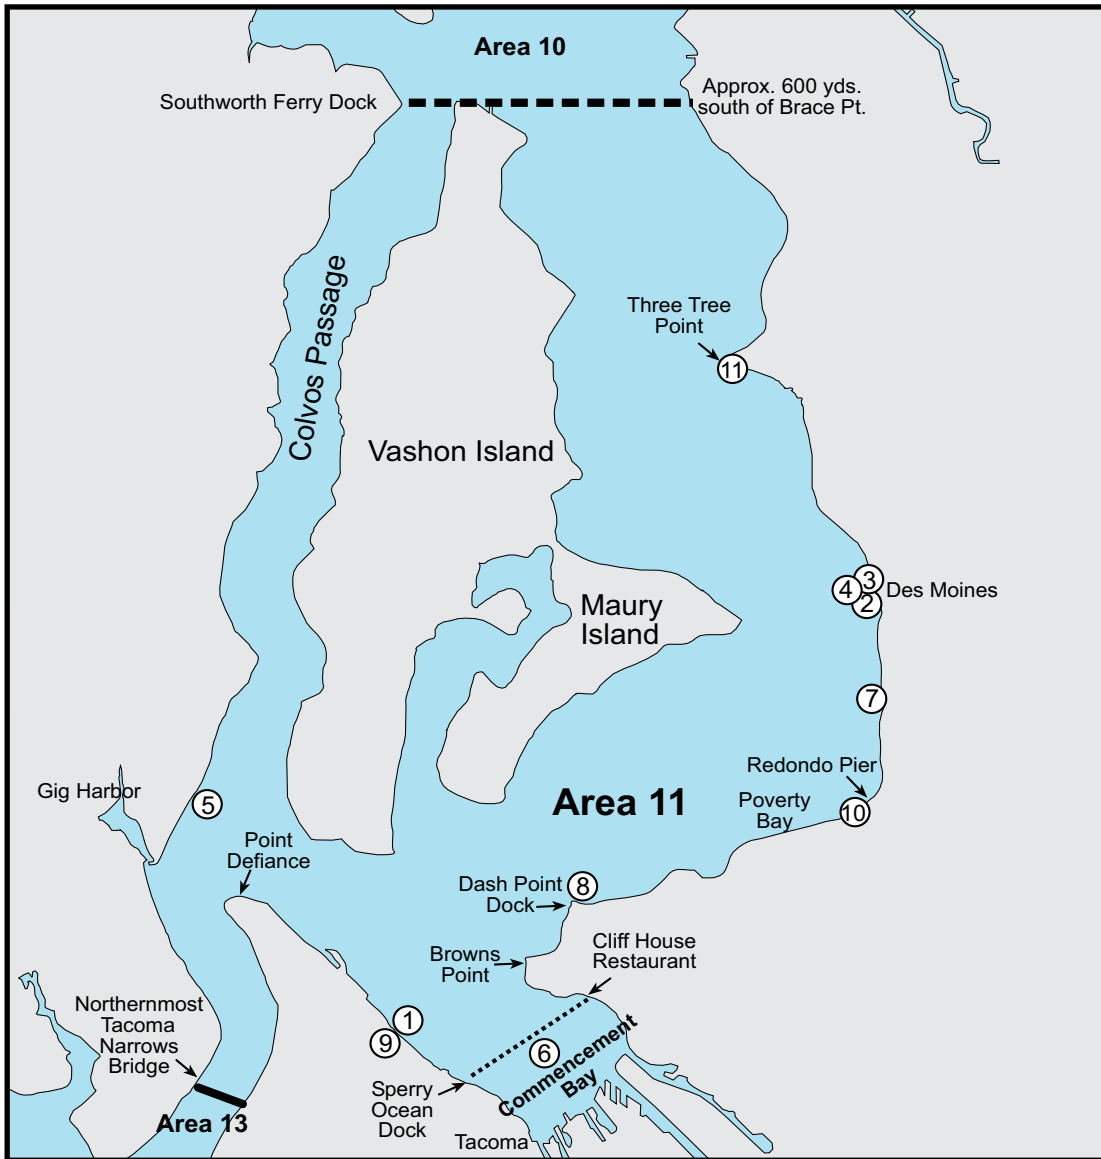 Area 10
Southworth Ferry Dock
Approx. 600 yds.
south of Brace Pt.
Colvos Passage
Three Tree
Point
11
Vashon Island
3
4
2
Des Moines
Maury
Island
7
Redondo Pier
Gig Harbor
5
Area 11
Poverty
Bay
10
Point
Defiance
Dash Point
Dock
8
Browns
Point
Cliff House
Restaurant
Northernmost
Tacoma
Narrows
Bridge
1
9
6
Commencement
Bay
Sperry
Ocean
Dock
Area 13
Tacoma